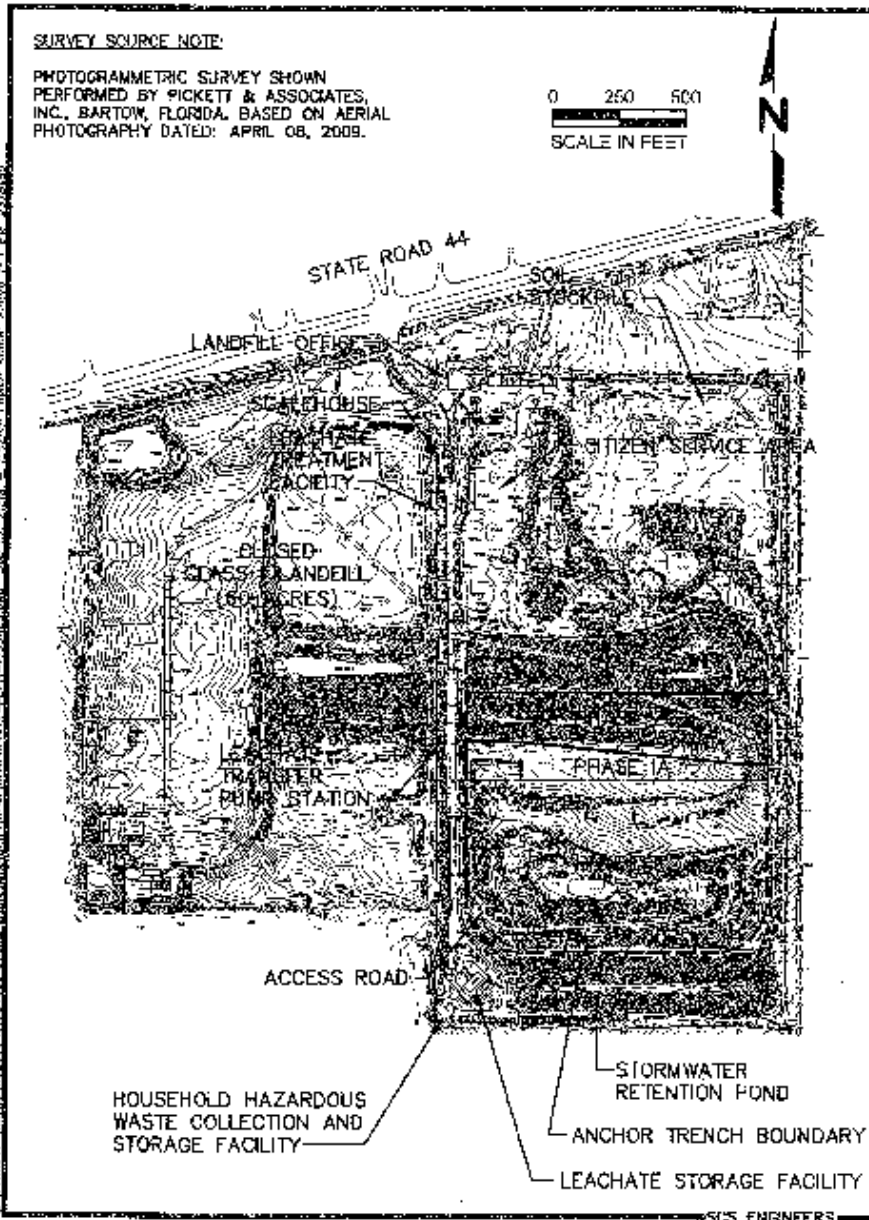 SURVEY SOURCE NOTE:
PHOTOGRAMMETRIC SURVEY SHOWN
PERFORMED BY PICKETT & ASSOCIATES,
INC., BARTOW, FLORIDA. BASED ON AERIAL
PHOTOGRAPHY DATED: APRIL 08, 2009.
0 250 500
SCALE IN FEET
N
STATE ROAD 44
SOIL
STOCKPILE
LANDFILL OFFICE
SCALEHOUSE
LEACHATE
TREATMENT
FACILITY
CITIZEN SERVICE AREA
CLOSED
CLASS I LANDFILL
ACRES)
TRANSFER
PUMP STATION
PHASE IA
ACCESS ROAD
HOUSEHOLD HAZARDOUS
WASTE COLLECTION AND
STORAGE FACILITY
STORMWATER
RETENTION POND
ANCHOR TRENCH BOUNDARY
LEACHATE STORAGE FACILITY
SCS ENGINEERS